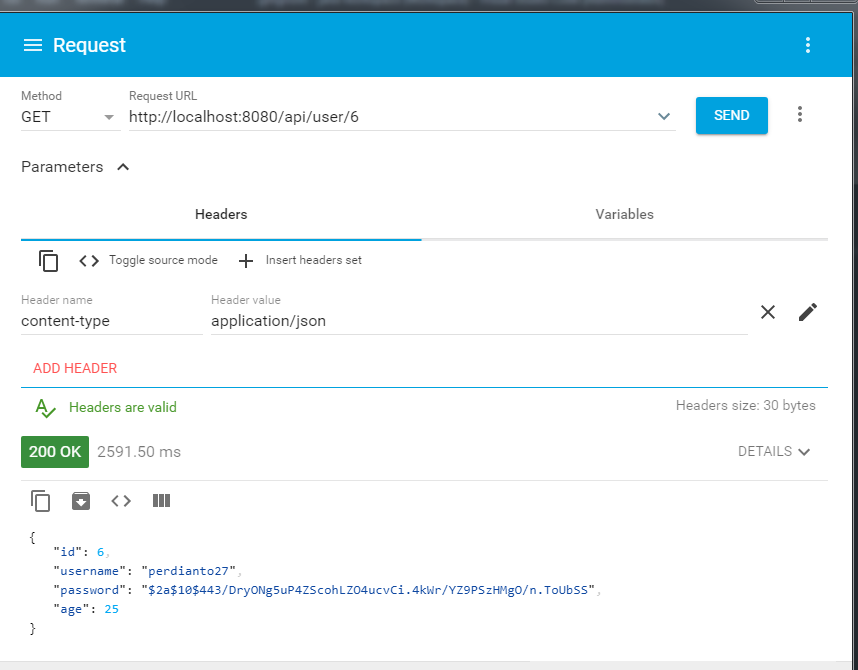 Request
Method
Request URL
GET
http://localhost:8080/api/user/6
SEND
Parameters
Headers
Variables
Toggle source mode
Insert headers set
Header name
Header value
content-type
application/json
ADD HEADER
Headers are valid
Headers size: 30 bytes
200 OK
2591.50 ms
DETAILS
{
"id": 6,
"username": "perdianto27",
"password": "$2a$10$443/DryONg5uP4ZScohLZO4ucvCi.4kWr/YZ9PSzHMgO/n.ToUbSS",
"age": 25
}